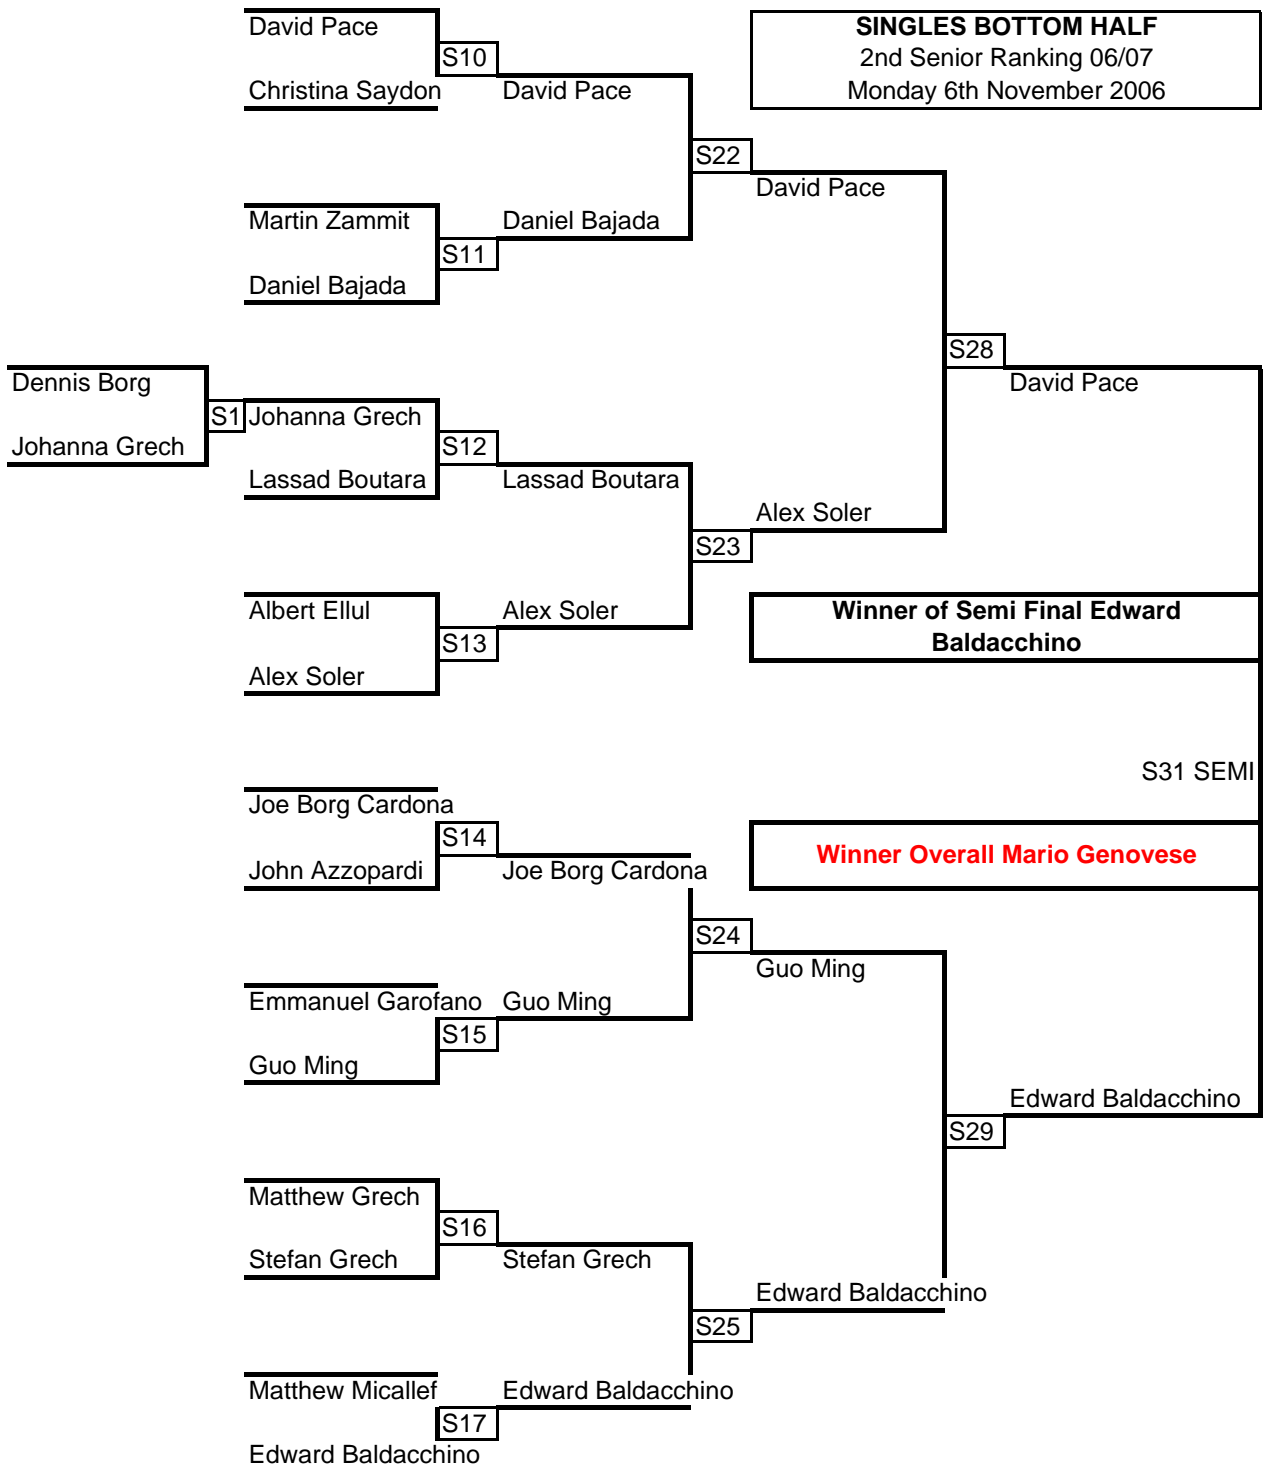 David Pace
SINGLES BOTTOM HALF
S10
2nd Senior Ranking 06/07
Christina Saydon
David Pace
Monday 6th November 2006
S22
David Pace
Martin Zammit
Daniel Bajada
S11
Daniel Bajada
S28
Dennis Borg
David Pace
S1
Johanna Grech
Johanna Grech
S12
Lassad Boutara
Lassad Boutara
Alex Soler
S23
Albert Ellul
Alex Soler
Winner of Semi Final Edward
Baldacchino
S13
Alex Soler
S31 SEMI
Joe Borg Cardona
S14
Winner Overall Mario Genovese
John Azzopardi
Joe Borg Cardona
S24
Guo Ming
Emmanuel Garofano
Guo Ming
S15
Guo Ming
Edward Baldacchino
S29
Matthew Grech
S16
Stefan Grech
Stefan Grech
Edward Baldacchino
S25
Matthew Micallef
Edward Baldacchino
S17
Edward Baldacchino